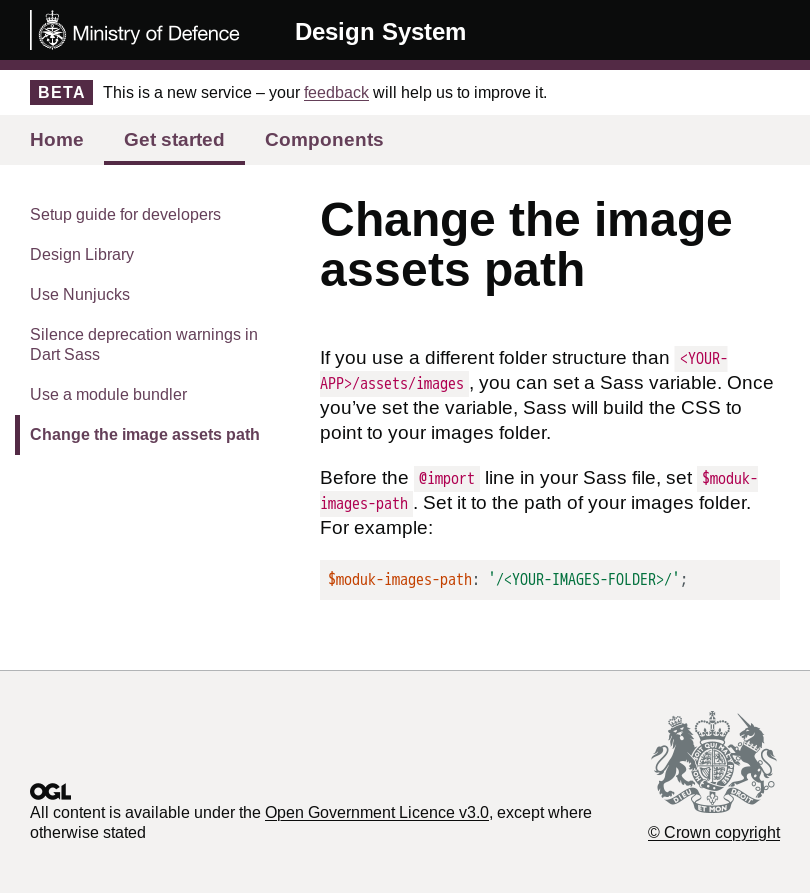 Ministry of Defence
Design System
BETA This is a new service – your feedback will help us to improve it.
Home Get started Components
Setup guide for developers
Design Library
Use Nunjucks
Silence deprecation warnings in
Dart Sass
Use a module bundler
Change the image assets path
Change the image
assets path
If you use a different folder structure than <YOUR-
APP>/assets/images, you can set a Sass variable. Once
you’ve set the variable, Sass will build the CSS to
point to your images folder.
Before the @import line in your Sass file, set $moduk-
images-path. Set it to the path of your images folder.
For example:
$moduk-images-path: '/<YOUR-IMAGES-FOLDER>/';
OGL
All content is available under the Open Government Licence v3.0, except where
otherwise stated
© Crown copyright